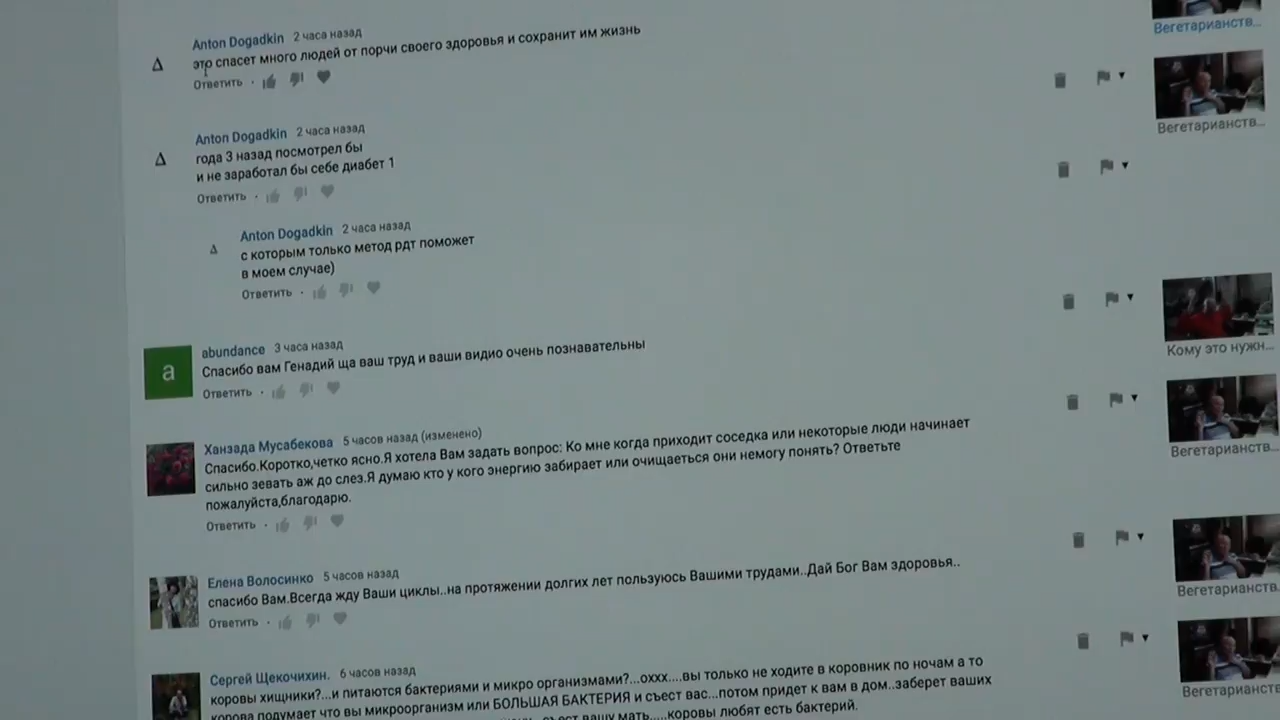 Anton Dogadkin 2 часа назад
это спасет много людей от порчи своего здоровья и сохранит им жизнь
Ответить
Вегетарианств...
Вегетарианств...
Anton Dogadkin 2 часа назад
года 3 назад посмотрел бы
и не заработал бы себе диабет 1
Ответить
Anton Dogadkin 2 часа назад
с которым только метод рдт поможет
в моем случае)
Ответить
a
abundance 3 часа назад
Спасибо вам Генадий ща ваш труд и ваши видио очень познавательны
Ответить
Кому это нужн...
Ханзада Мусабекова 5 часов назад (изменено)
Спасибо.Коротко,четко ясно.Я хотела Вам задать вопрос: Ко мне когда приходит соседка или некоторые люди начинает
сильно зевать аж до слез.Я думаю кто у кого энергию забирает или очищаеться они немогу понять? Ответьте
пожалуйста,благодарю.
Ответить
Вегетарианств...
Елена Волосинко 5 часов назад
спасибо Вам.Всегда жду Ваши циклы..на протяжении долгих лет пользуюсь Вашими трудами..Дай Бог Вам здоровья..
Ответить
Вегетарианств...
Сергей Щекочихин. 6 часов назад
коровы хищники?...и питаются бактериями и микро организмами?...оххх....вы только не ходите в коровник по ночам а то
корова подумает что вы микроорганизм или БОЛЬШАЯ БАКТЕРИЯ и съест вас...потом придет к вам в дом..заберет ваших
съест вашу мать.....коровы любят есть бактерий.
Вегетарианств...